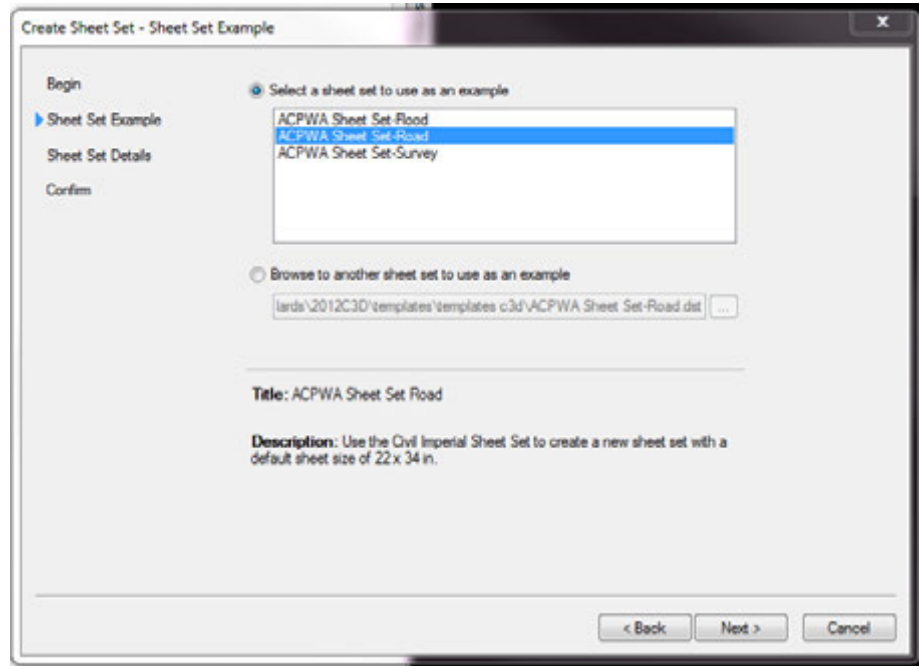 Create Sheet Set - Sheet Set Example
x
Begin
Sheet Set Example
Sheet Set Details
Confirm
Select a sheet set to use as an example
ACPWA Sheet Set-Flood
ACPWA Sheet Set-Road
ACPWA Sheet Set-Survey
Browse to another sheet set to use as an example
lards\2012C3D\templates\templates c3d\ACPWA Sheet Set-Road.dst ...
Title: ACPWA Sheet Set Road
Description: Use the Civil Imperial Sheet Set to create a new sheet set with a
default sheet size of 22 x 34 in.
< Back Next > Cancel